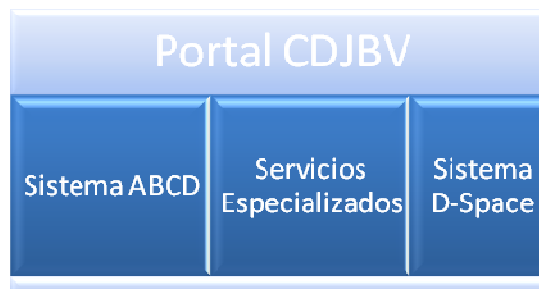 Portal CDJBV
Sistema ABCD
Servicios
Especializados
Sistema
D-Space